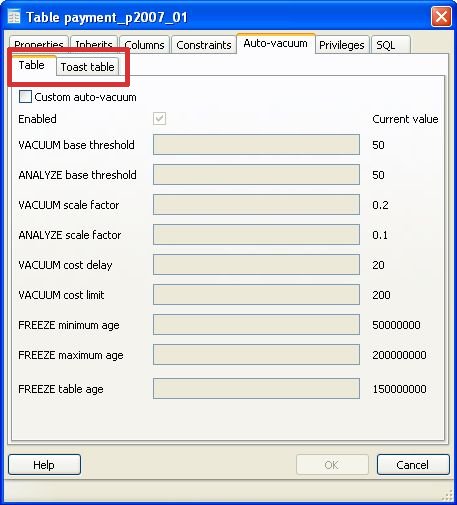 Table payment_p2007_01
Properties Inherits Columns Constraints Auto-vacuum Privileges SQL
Table Toast table
Custom auto-vacuum
Enabled Current value
VACUUM base threshold 50
ANALYZE base threshold 50
VACUUM scale factor 0.2
ANALYZE scale factor 0.1
VACUUM cost delay 20
VACUUM cost limit 200
FREEZE minimum age 50000000
FREEZE maximum age 200000000
FREEZE table age 150000000
Help OK Cancel